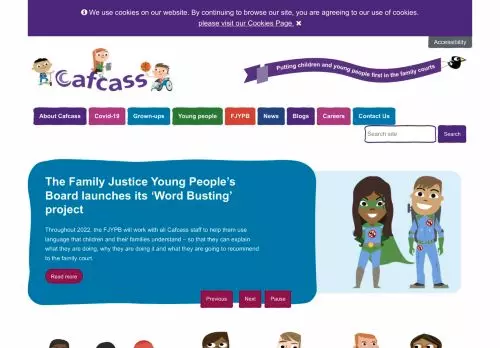 We use cookies on our website. By continuing to browse our site, you are agreeing to our use of cookies.
please visit our Cookies Page.
Accessibility
Cafcass
Putting children and young people first in the family courts
About Cafcass
Covid-19
Grown-ups
Young people
FJYPB
News
Blogs
Careers
Contact Us
Search site
Search
The Family Justice Young People's
Board launches its 'Word Busting'
project
Throughout 2022, the FJYPB will work with all Cafcass staff to help them use
language that children and their families understand – so that they can explain
what they are doing, why they are doing it and what they are going to recommend
to the family court.
Read more
Previous
Next
Pause